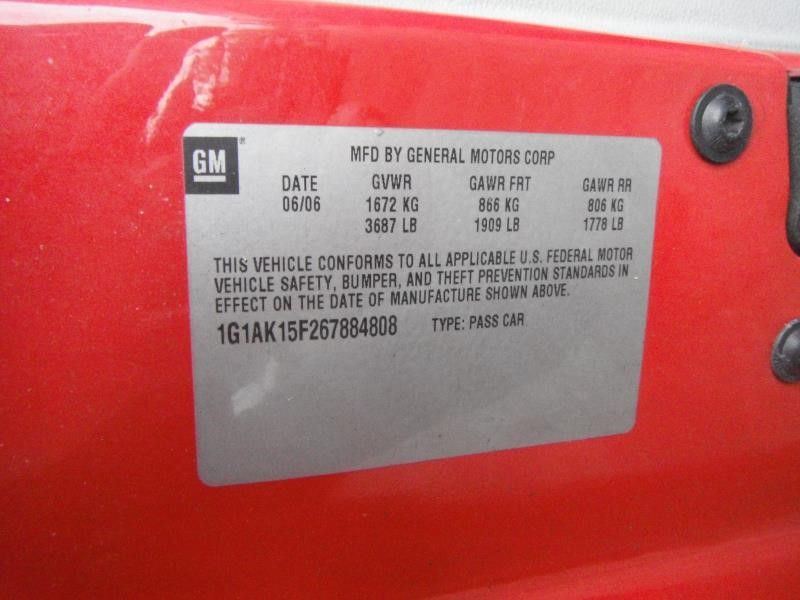 GM ® MFD BY GENERAL MOTORS CORP
DATE GVWR GAWR FRT GAWR RR
06/06 1672 KG 866 KG 806 KG
3687 LB 1909 LB 1778 LB
THIS VEHICLE CONFORMS TO ALL APPLICABLE U.S. FEDERAL MOTOR
VEHICLE SAFETY, BUMPER, AND THEFT PREVENTION STANDARDS IN
EFFECT ON THE DATE OF MANUFACTURE SHOWN ABOVE.
1G1AK15F267884808 TYPE: PASS CAR